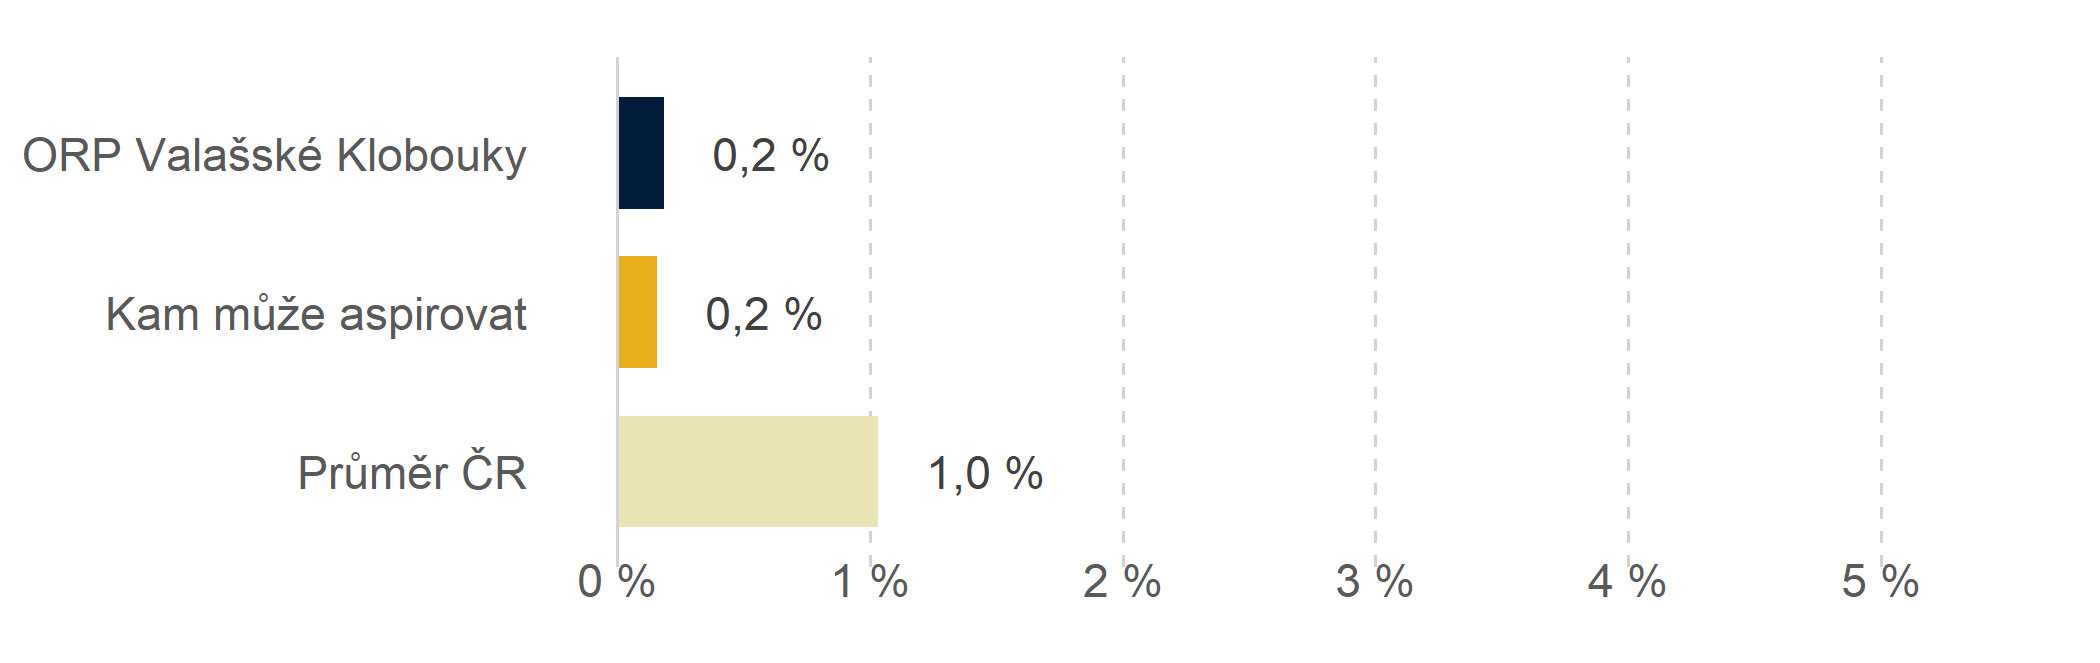 ORP Valašské Klobouky 0,2 %
Kam může aspirovat 0,2 %
Průměr ČR 1,0 %
0 % 1 % 2 % 3 % 4 % 5 %